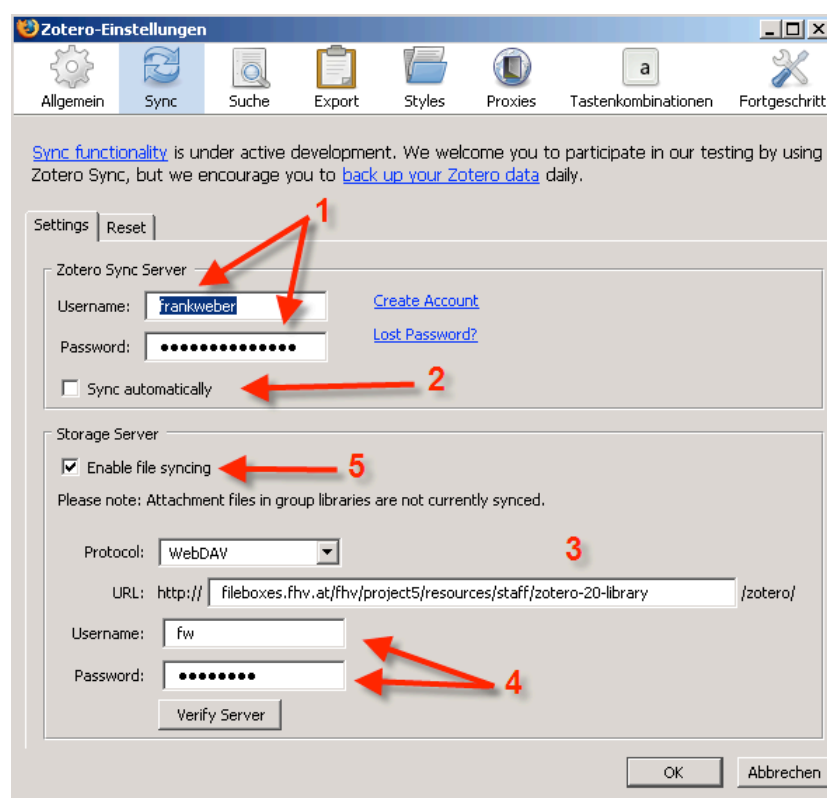 Zotero-Einstellungen
Allgemein Sync Suche Export Styles Proxies Tastenkombinationen Fortgeschritt
a
Sync functionality is under active development. We welcome you to participate in our testing by using
Zotero Sync, but we encourage you to back up your Zotero data daily.
1
Settings Reset
Zotero Sync Server
Username: frankweber Create Account
Password: ●●●●●●●●●●●●●● Lost Password?
Sync automatically 2
Storage Server
Enable file syncing 5
Please note: Attachment files in group libraries are not currently synced.
Protocol: WebDAV 3
URL: http:// fileboxes.fhv.at/fhv/project5/resources/staff/zotero-20-library /zotero/
Username: fw
Password: ●●●●●●●● 4
Verify Server
OK Abbrechen